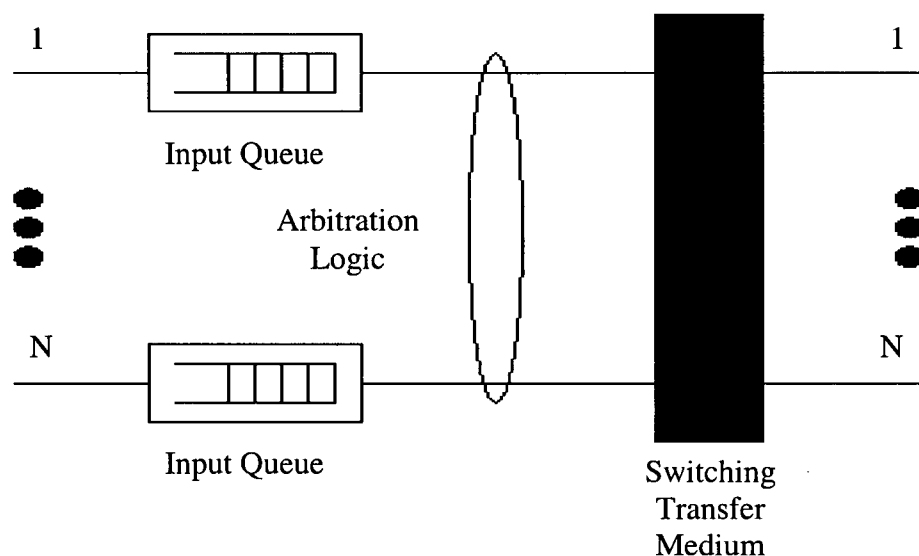 1
1
Input Queue
Arbitration
Logic
N
N
Input Queue
Switching
Transfer
Medium